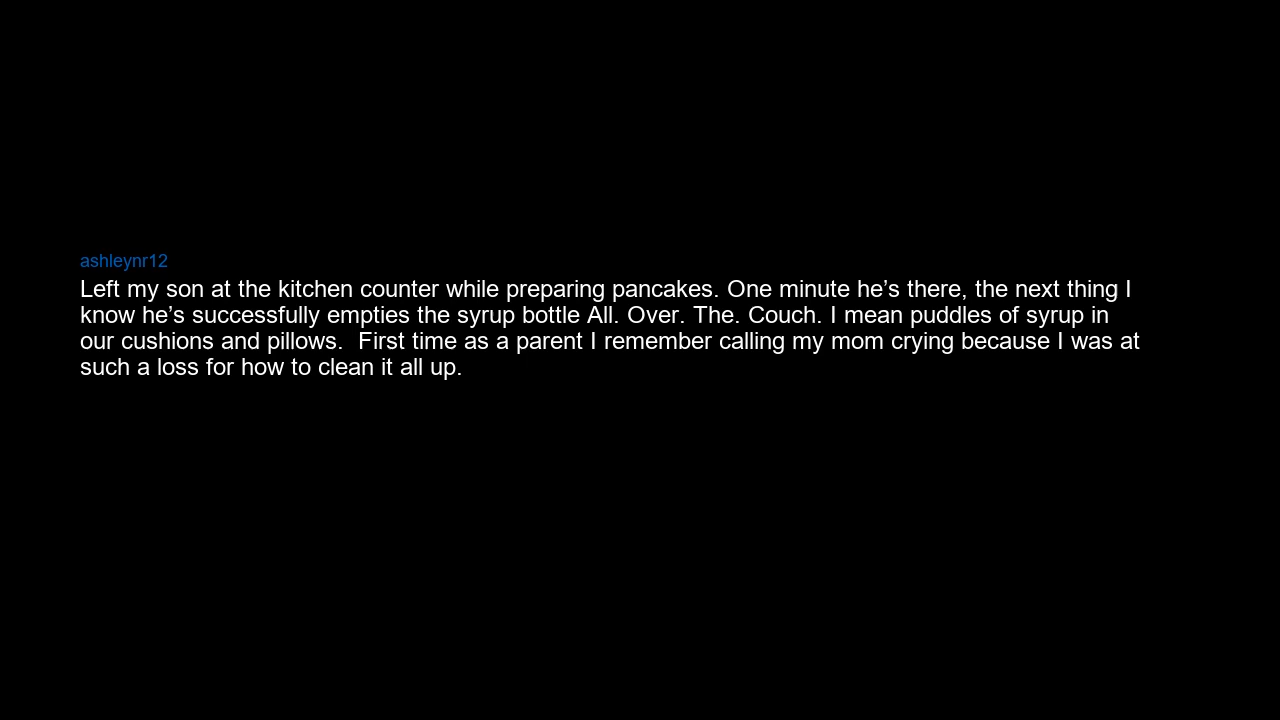 ashleynr12
Left my son at the kitchen counter while preparing pancakes. One minute he’s there, the next thing I
know he’s successfully empties the syrup bottle All. Over. The. Couch. I mean puddles of syrup in
our cushions and pillows.  First time as a parent I remember calling my mom crying because I was at
such a loss for how to clean it all up.